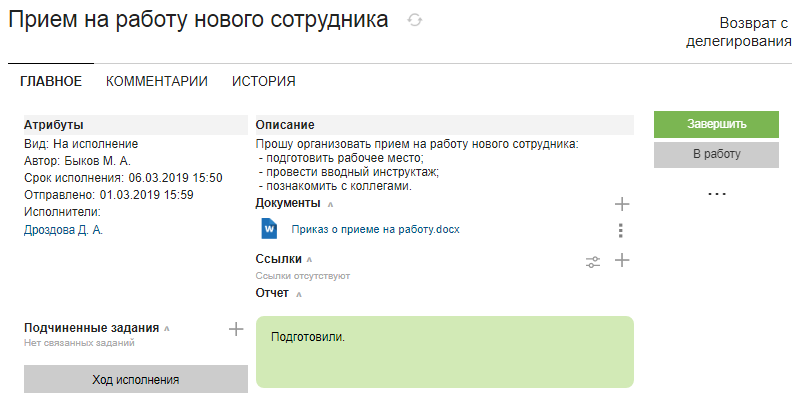 Прием на работу нового сотрудника
Возврат с
делегирования
ГЛАВНОЕ КОММЕНТАРИИ ИСТОРИЯ
Атрибуты
Вид: На исполнение
Автор: Быков М. А.
Срок исполнения: 06.03.2019 15:50
Отправлено: 01.03.2019 15:59
Исполнители:
Дроздова Д. А.
Подчиненные задания
Нет связанных заданий
Ход исполнения
Описание
Прошу организовать прием на работу нового сотрудника:
- подготовить рабочее место;
- провести вводный инструктаж;
- познакомить с коллегами.
Документы
W Приказ о приеме на работу.docx
Ссылки
Ссылки отсутствуют
Отчет
Подготовили.
Завершить
В работу
...